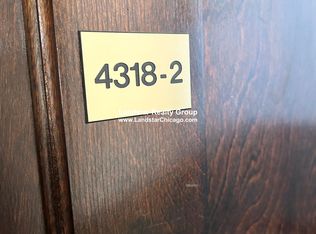 4318-2
Landstar Realty Group
www.LandstarChicago.com